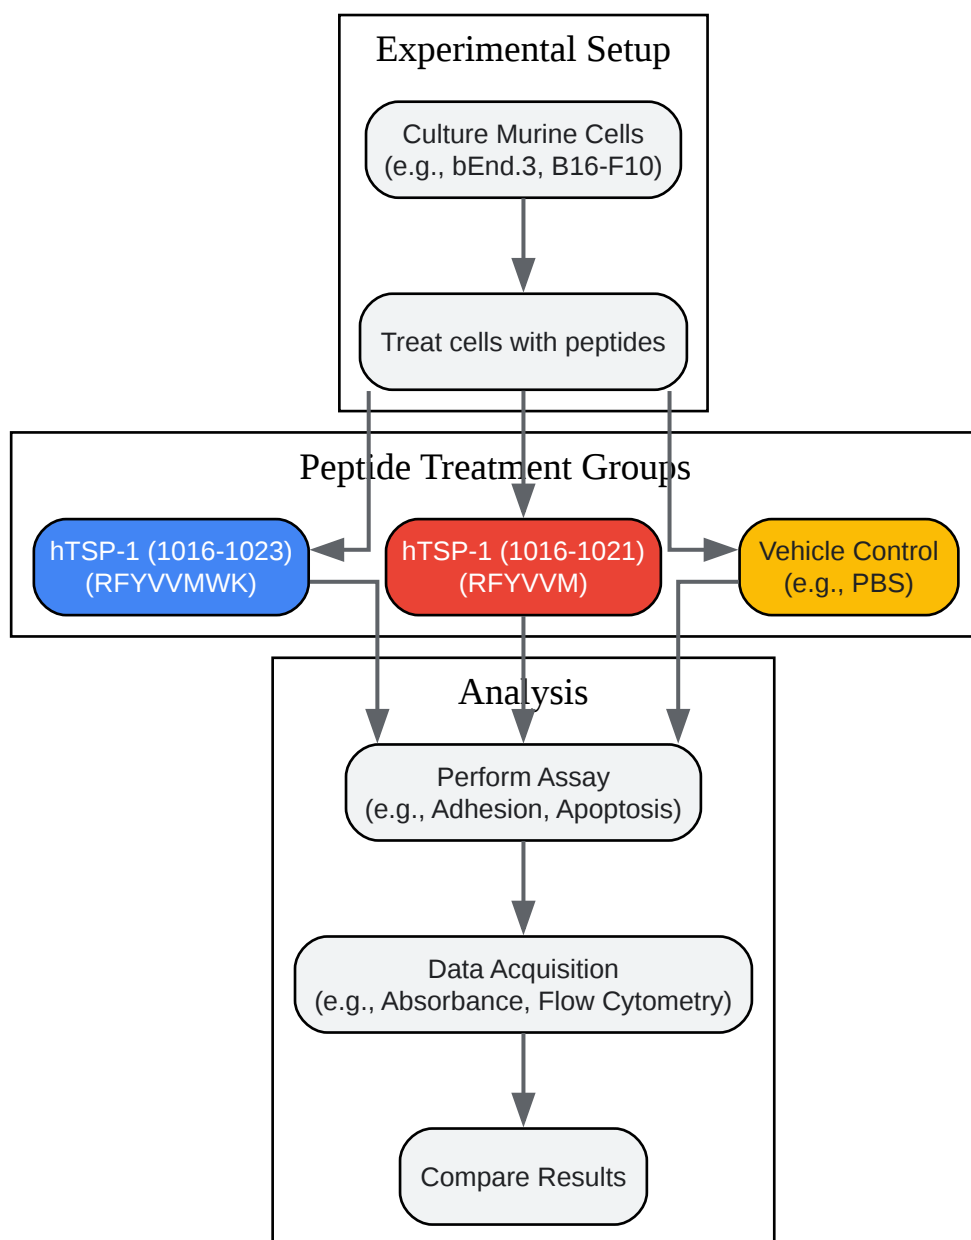 Experimental Setup
Culture Murine Cells
(e.g., bEnd.3, B16-F10)
Treat cells with peptides
Peptide Treatment Groups
hTSP-1 (1016-1023)
(RFYVVMWK)
hTSP-1 (1016-1021)
(RFYVVM)
Vehicle Control
(e.g., PBS)
Analysis
Perform Assay
(e.g., Adhesion, Apoptosis)
Data Acquisition
(e.g., Absorbance, Flow Cytometry)
Compare Results